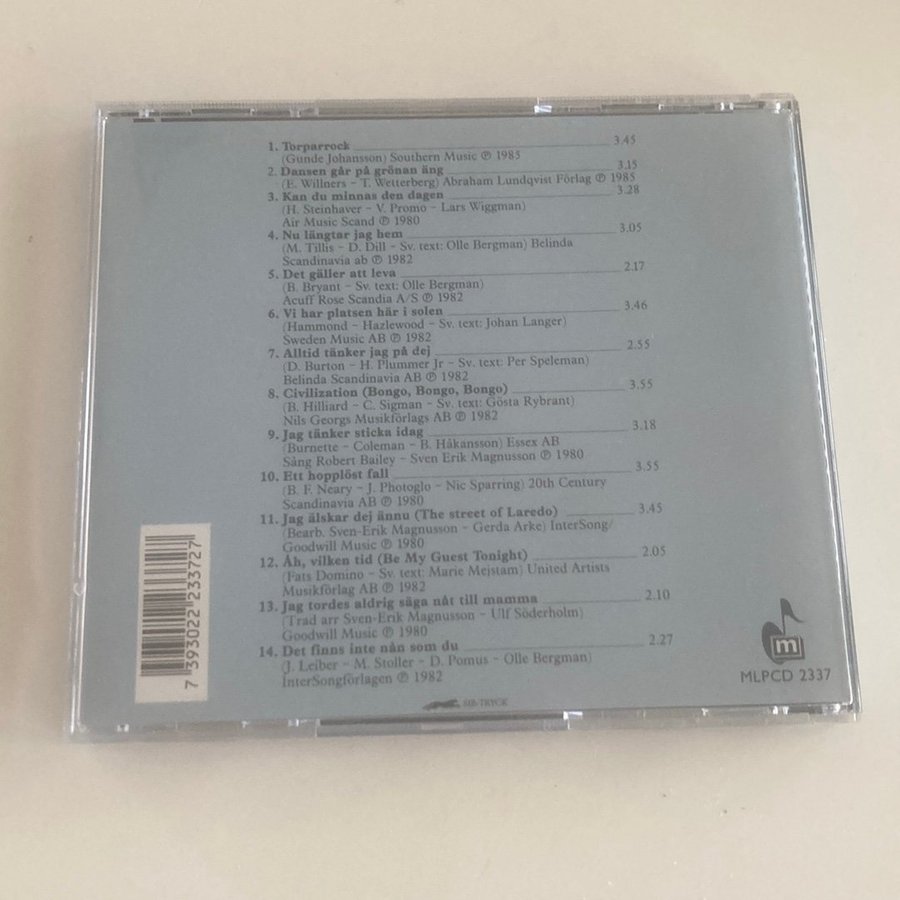 1. Torparrock 3.45
(Gunde Johansson) Southern Music ℗ 1985
2. Dansen går på grönan äng 3.15
(E. Willners - T. Wetterberg) Abraham Lundqvist Förlag ℗ 1985
3. Kan du minnas den dagen 3.28
(H. Steinhaver - V. Promo - Lars Wiggman)
Air Music Scand ℗ 1980
4. Nu längtar jag hem 3.05
(M. Tillis - D. Dill - Sv. text: Olle Bergman) Belinda
Scandinavia ab ℗ 1982
5. Det gäller att leva 2.17
(B. Bryant - Sv. text: Olle Bergman)
Acuff Rose Scandia A/S ℗ 1982
6. Vi har platsen här i solen 3.46
(Hammond - Hazlewood - Sv. text: Johan Langer)
Sweden Music AB ℗ 1982
7. Alltid tänker jag på dej 2.55
(D. Burton - H. Plummer Jr - Sv. text: Per Speleman)
Belinda Scandinavia AB ℗ 1982
8. Civilization (Bongo, Bongo, Bongo) 3.55
(B. Hilliard - C. Sigman - Sv. text: Gösta Rybrant)
Nils Georgs Musikförlags AB ℗ 1982
9. Jag tänker sticka idag 3.18
(Burnette - Coleman - B. Håkansson) Essex AB
Sång Robert Bailey - Sven Erik Magnusson ℗ 1980
10. Ett hopplöst fall 3.55
(B. F. Neary - J. Photoglo - Nic Sparring) 20th Century
Scandinavia AB ℗ 1980
11. Jag älskar dej ännu (The street of Laredo) 3.45
(Bearb. Sven-Erik Magnusson - Gerda Arke) InterSong/
Goodwill Music ℗ 1980
12. Åh, vilken tid (Be My Guest Tonight) 2.05
(Fats Domino - Sv. text: Marie Mejstam) United Artists
Musikförlag AB ℗ 1982
13. Jag tordes aldrig säga nåt till mamma 2.10
(Trad arr Sven-Erik Magnusson - Ulf Söderholm)
Goodwill Music ℗ 1980
14. Det finns inte nån som du 2.27
(J. Leiber - M. Stoller - D. Pomus - Olle Bergman)
InterSongförlagen ℗ 1982
7 393022 233727
m
MLPCD 2337
SIB-TRYCK